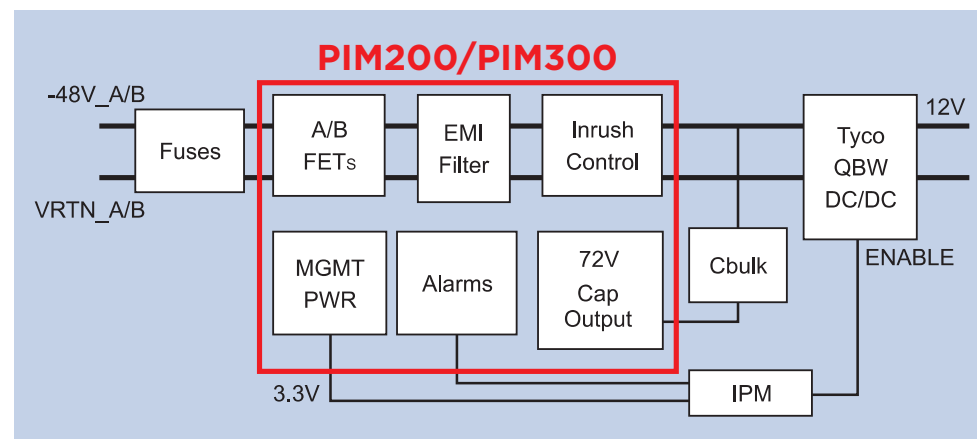 PIM200/PIM300
-48V_A/B
12V
Fuses
A/B
FETs
EMI
Filter
Inrush
Control
Tyco
QBW
DC/DC
VRTN_A/B
ENABLE
MGMT
PWR
Alarms
72V
Cap
Output
Cbulk
3.3V
IPM